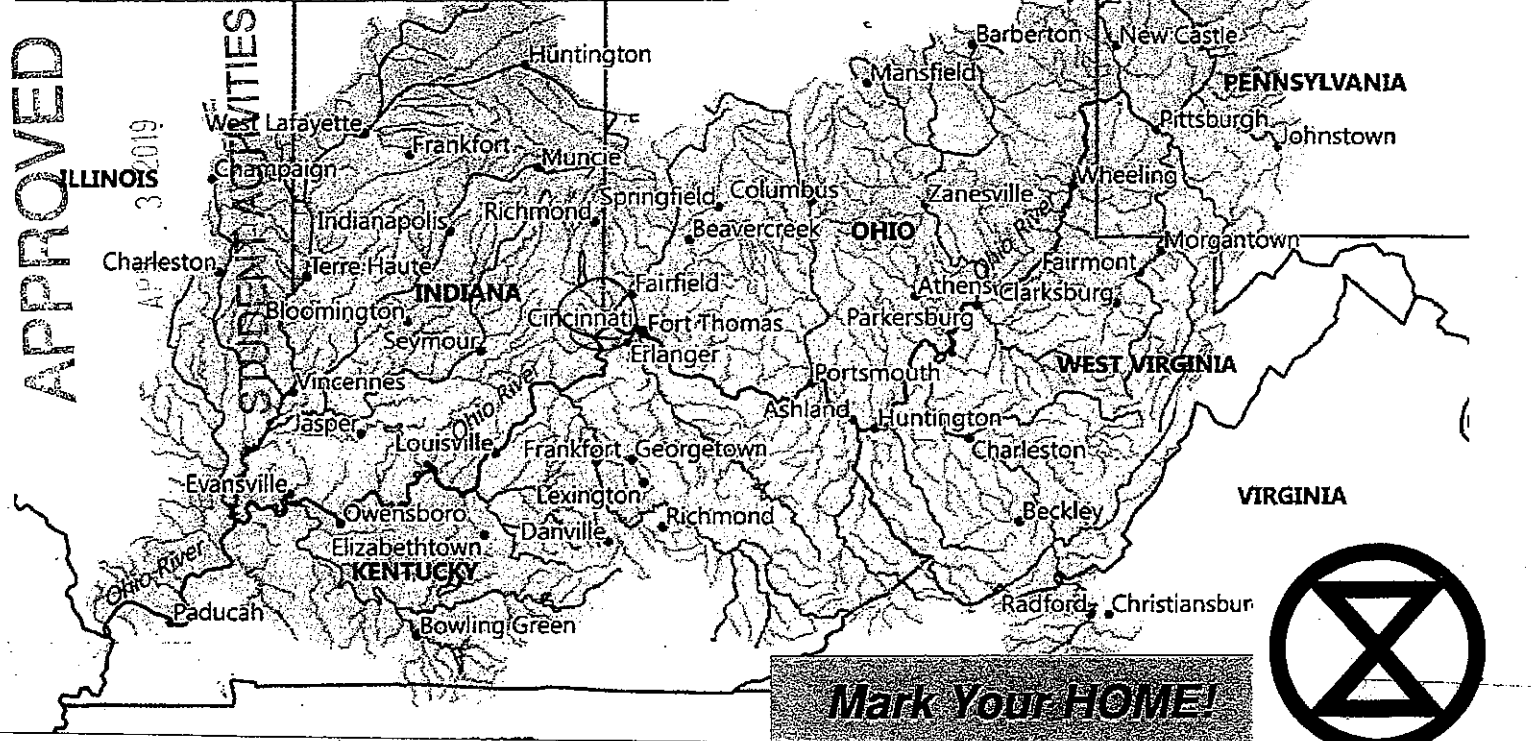 APPROVED
APR 3 2019
STUDENT ACTIVITIES
Huntington
Barberton
New Castle
Mansfield
PENNSYLVANIA
West Lafayette
Pittsburgh
Frankfort
Johnstown
Muncie
ILLINOIS
Champaign
Wheeling
Springfield
Columbus
Zanesville
Indianapolis
Richmond
Beavercreek
OHIO
Ohio River
Morgantown
Charleston
Terre Haute
Fairmont
INDIANA
Fairfield
Athens
Clarksburg
Bloomington
Cincinnati
Fort Thomas
Parkersburg
Seymour
Erlanger
WEST VIRGINIA
Vincennes
Portsmouth
Ohio River
Ashland
Huntington
Jasper
Louisville
Frankfort
Georgetown
Charleston
Evansville
Lexington
VIRGINIA
Owensboro
Richmond
Beckley
Danville
Elizabethtown
KENTUCKY
Ohio River
Paducah
Radford
Christiansbur
Bowling Green
Mark Your HOME!